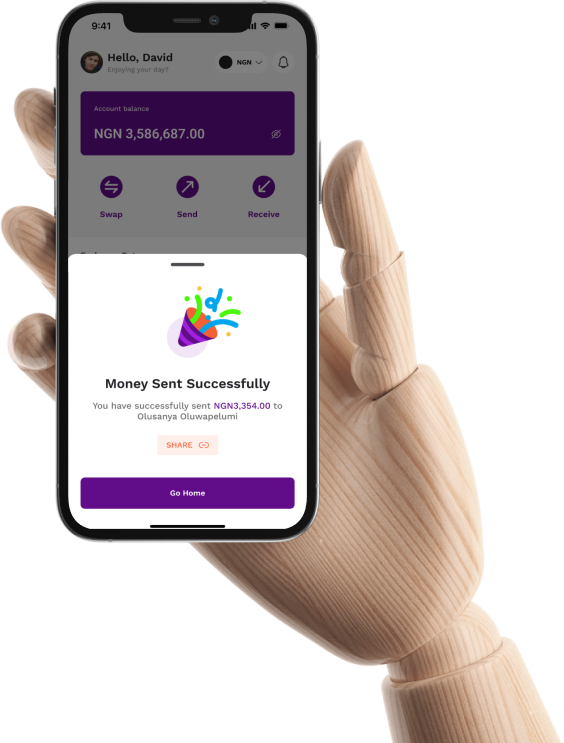 9:41
Hello, David
Enjoying your day?
NGN
Account balance
NGN 3,586,687.00
Swap
Send
Receive
Money Sent Successfully
You have successfully sent NGN3,354.00 to
Olusanya Oluwapelumi
SHARE
Go Home